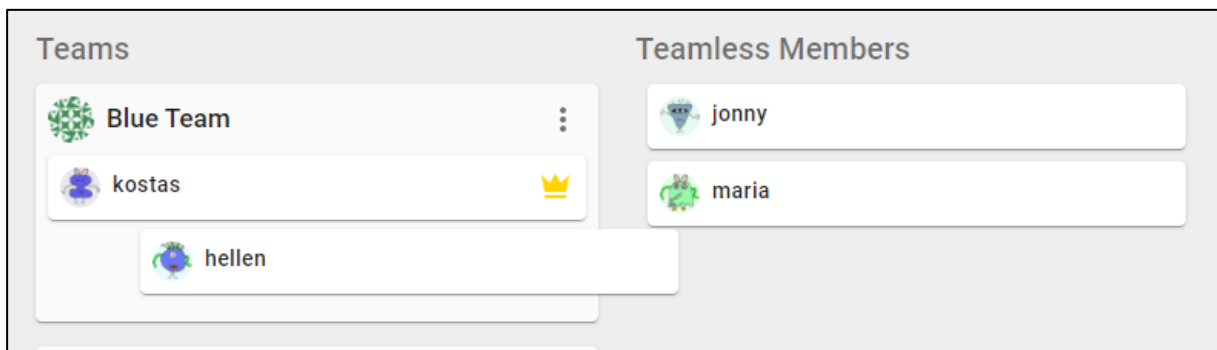 Teams
Blue Team
kostas
hellen
Teamless Members
jonny
maria